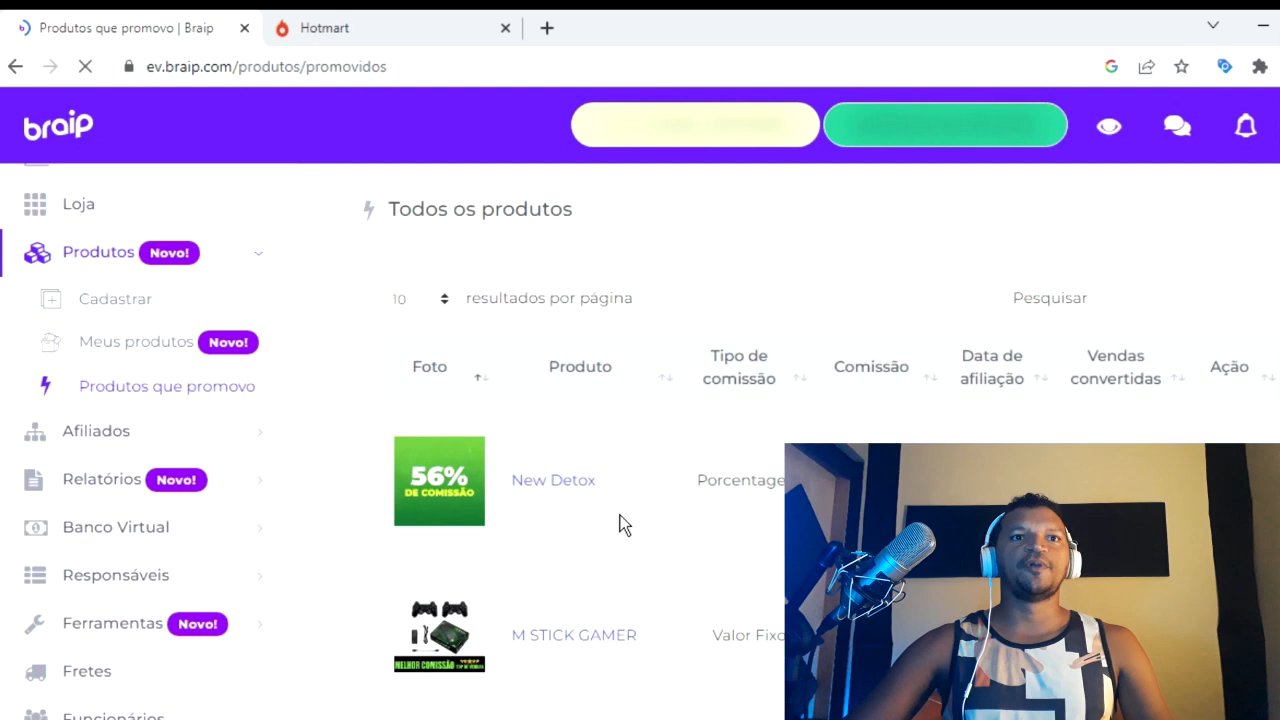 Produtos que promovo | Braip
Hotmart
ev.braip.com/produtos/promovidos
braip
Loja
Produtos Novo!
Cadastrar
Meus produtos Novo!
Produtos que promovo
Afiliados
Relatórios Novo!
Banco Virtual
Responsáveis
Ferramentas Novo!
Fretes
Funcionários
Todos os produtos
10 resultados por página
Pesquisar
Foto Produto Tipo de comissão Comissão Data de afiliação Vendas convertidas Ação
56%
DE COMISSÃO
New Detox Porcentage
MELHOR COMISSÃO
M STICK GAMER Valor Fixo